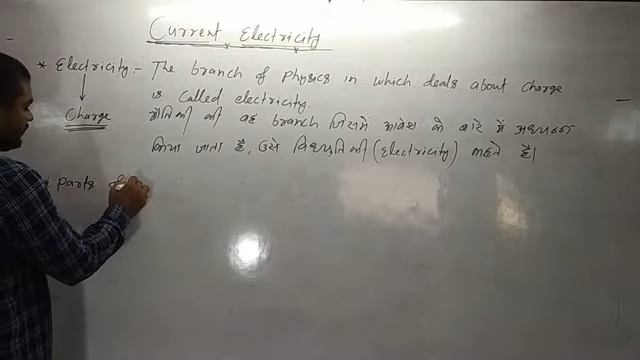 Current Electricity
* Electricity :- The branch of Physics in which deals about charge
is called electricity.
Charge
भौतिकी की वह branch जिसमें आवेश के बारे में अध्ययन
किया जाता है, उसे विद्युतिकी (Electricity) कहते हैं।
Parts of